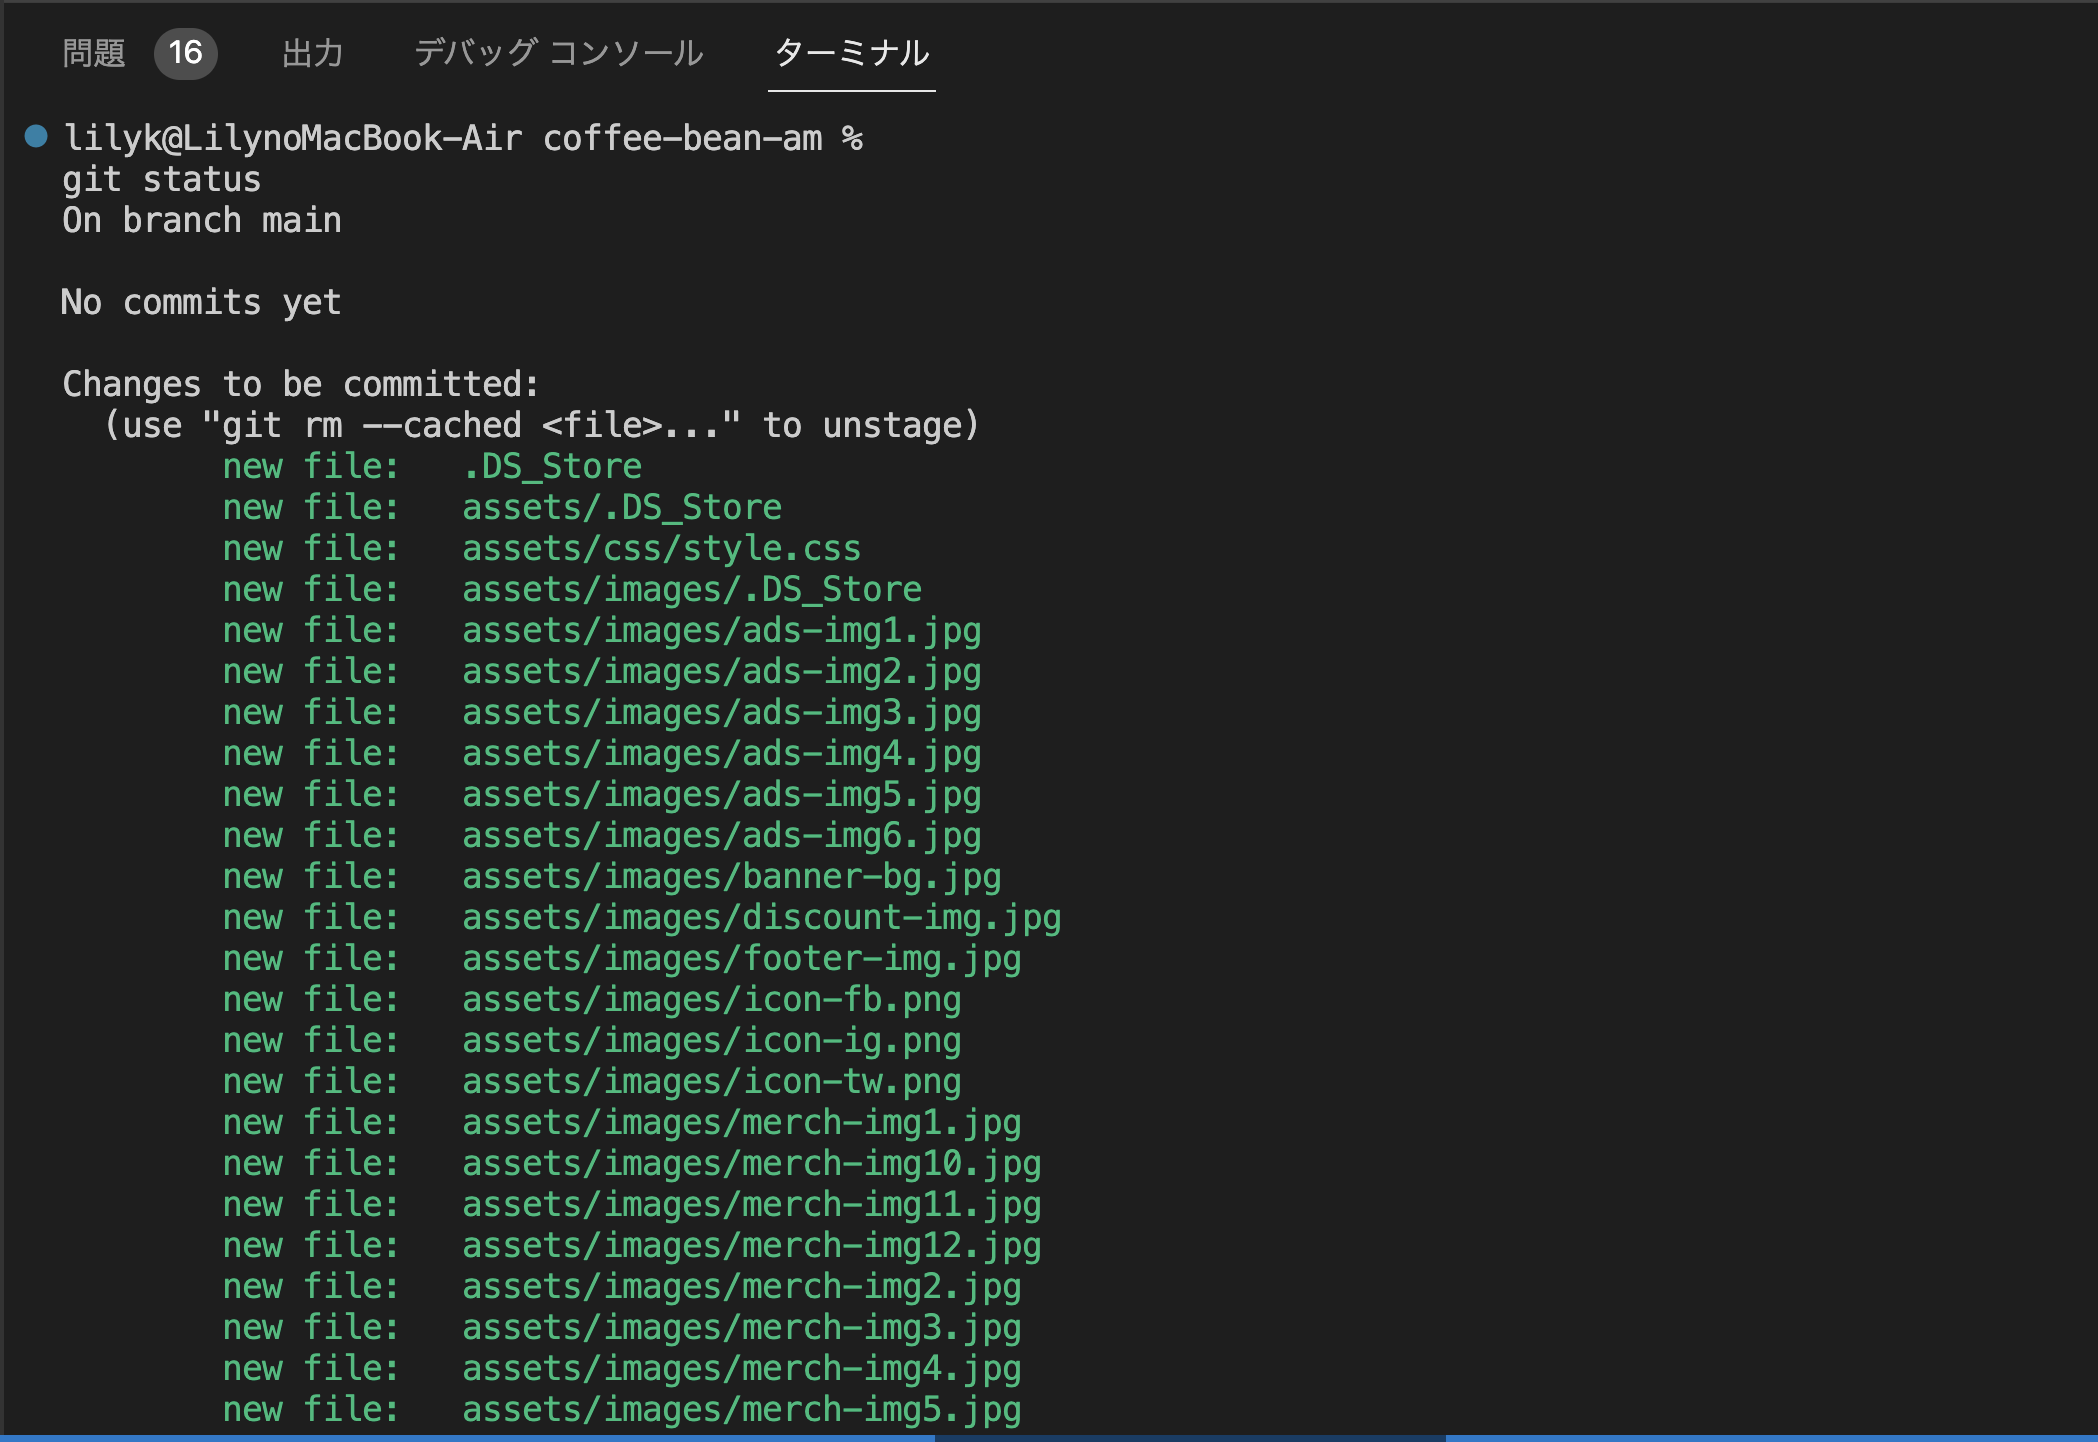 問題 16 出力 デバッグ コンソール ターミナル
lilyk@LilynoMacBook-Air coffee-bean-am %
git status
On branch main
No commits yet
Changes to be committed:
(use "git rm --cached <file>..." to unstage)
new file: .DS_Store
new file: assets/.DS_Store
new file: assets/css/style.css
new file: assets/images/.DS_Store
new file: assets/images/ads-img1.jpg
new file: assets/images/ads-img2.jpg
new file: assets/images/ads-img3.jpg
new file: assets/images/ads-img4.jpg
new file: assets/images/ads-img5.jpg
new file: assets/images/ads-img6.jpg
new file: assets/images/banner-bg.jpg
new file: assets/images/discount-img.jpg
new file: assets/images/footer-img.jpg
new file: assets/images/icon-fb.png
new file: assets/images/icon-ig.png
new file: assets/images/icon-tw.png
new file: assets/images/merch-img1.jpg
new file: assets/images/merch-img10.jpg
new file: assets/images/merch-img11.jpg
new file: assets/images/merch-img12.jpg
new file: assets/images/merch-img2.jpg
new file: assets/images/merch-img3.jpg
new file: assets/images/merch-img4.jpg
new file: assets/images/merch-img5.jpg